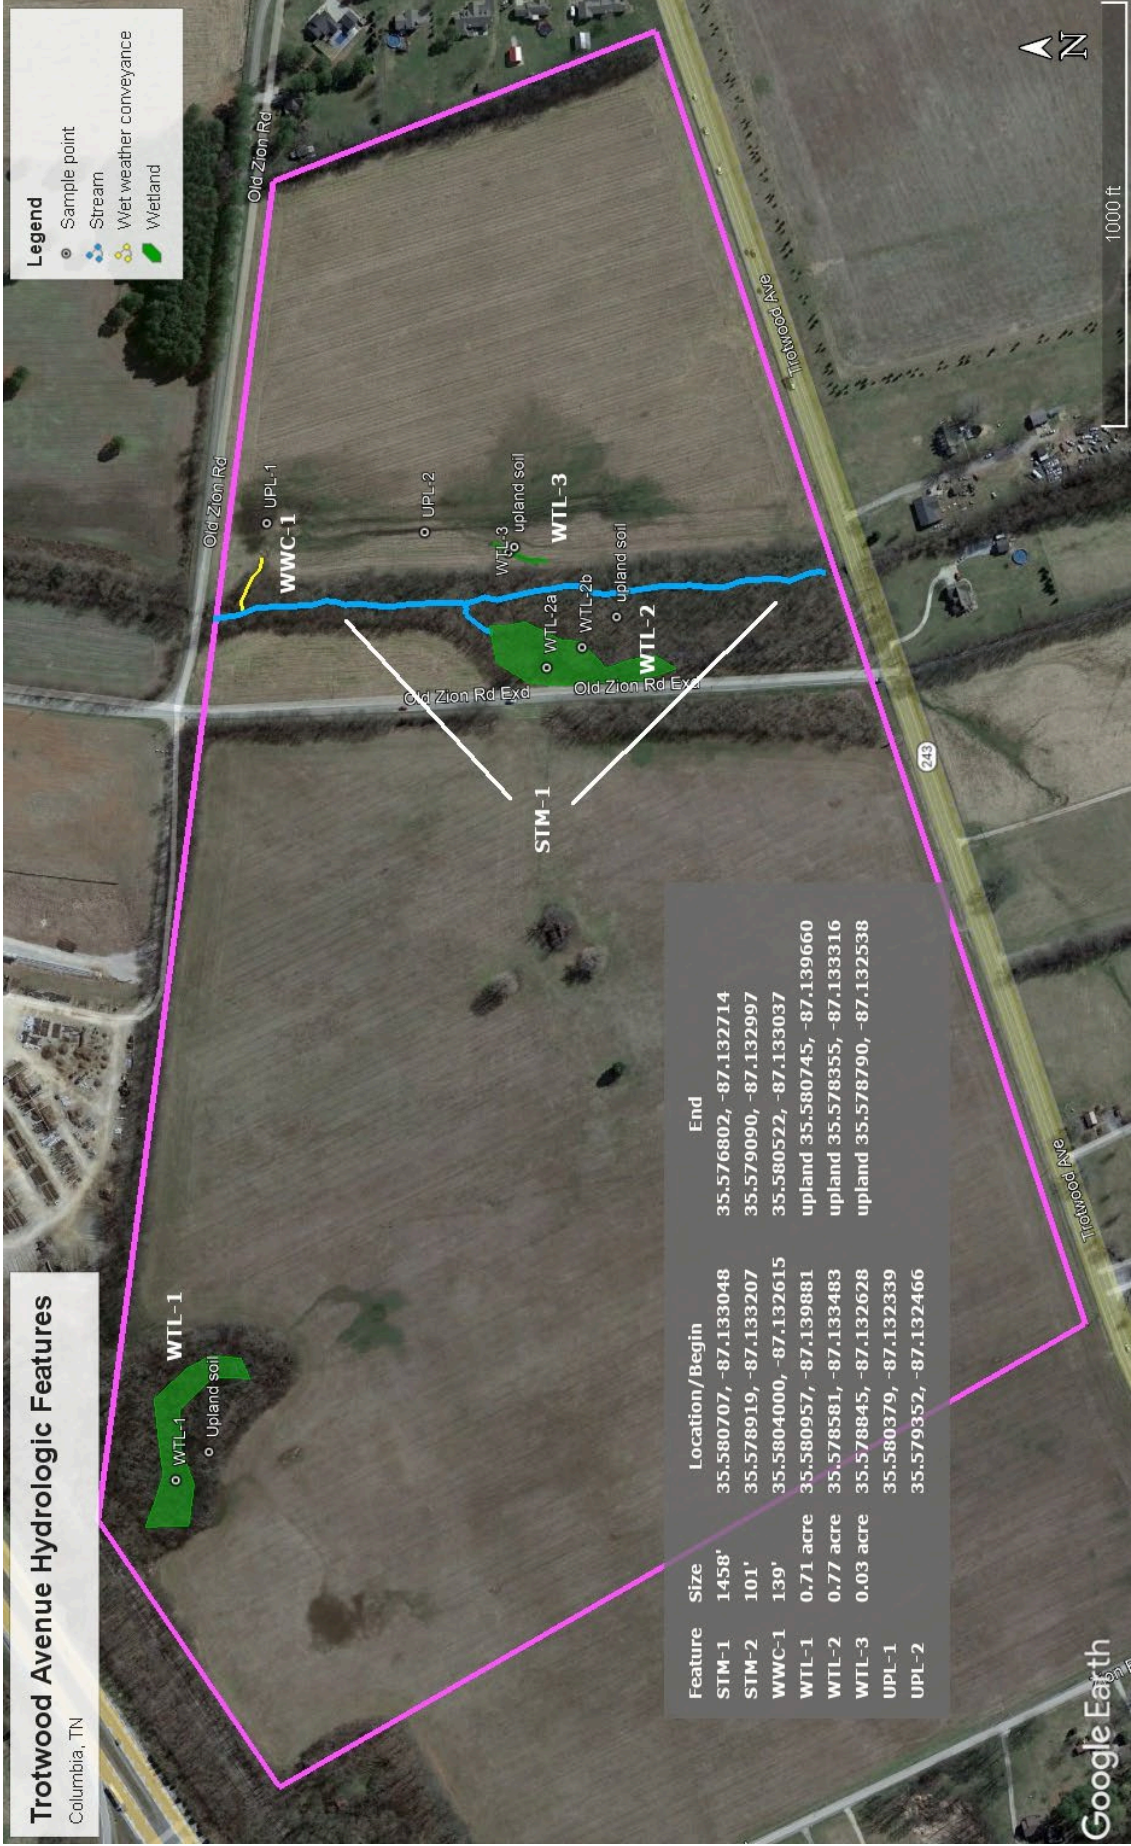 Trotwood Avenue Hydrologic Features
Columbia, TN
Legend
Sample point
Stream
Wet weather conveyance
Wetland
Old Zion Rd
Old Zion Rd
WTL-1
WTL-1
Upland soil
WWC-1
UPL-1
UPL-2
WTL-3
upland soil
WTL-3
WTL-2a
WTL-2b
upland soil
WTL-2
Old Zion Rd Exd
Old Zion Rd Exd
STM-1
Trotwood Ave
243
Trotwood Ave
Feature Size Location/Begin End
STM-1 1458' 35.580707, -87.133048 35.576802, -87.132714
STM-2 101' 35.578919, -87.133207 35.579090, -87.132997
WWC-1 139' 35.5804000, -87.132615 35.580522, -87.133037
WTL-1 0.71 acre 35.580957, -87.139881 upland 35.580745, -87.139660
WTL-2 0.77 acre 35.578581, -87.133483 upland 35.578355, -87.133316
WTL-3 0.03 acre 35.578845, -87.132628 upland 35.578790, -87.132538
UPL-1 35.580379, -87.132339
UPL-2 35.579352, -87.132466
Google Earth
N
1000 ft